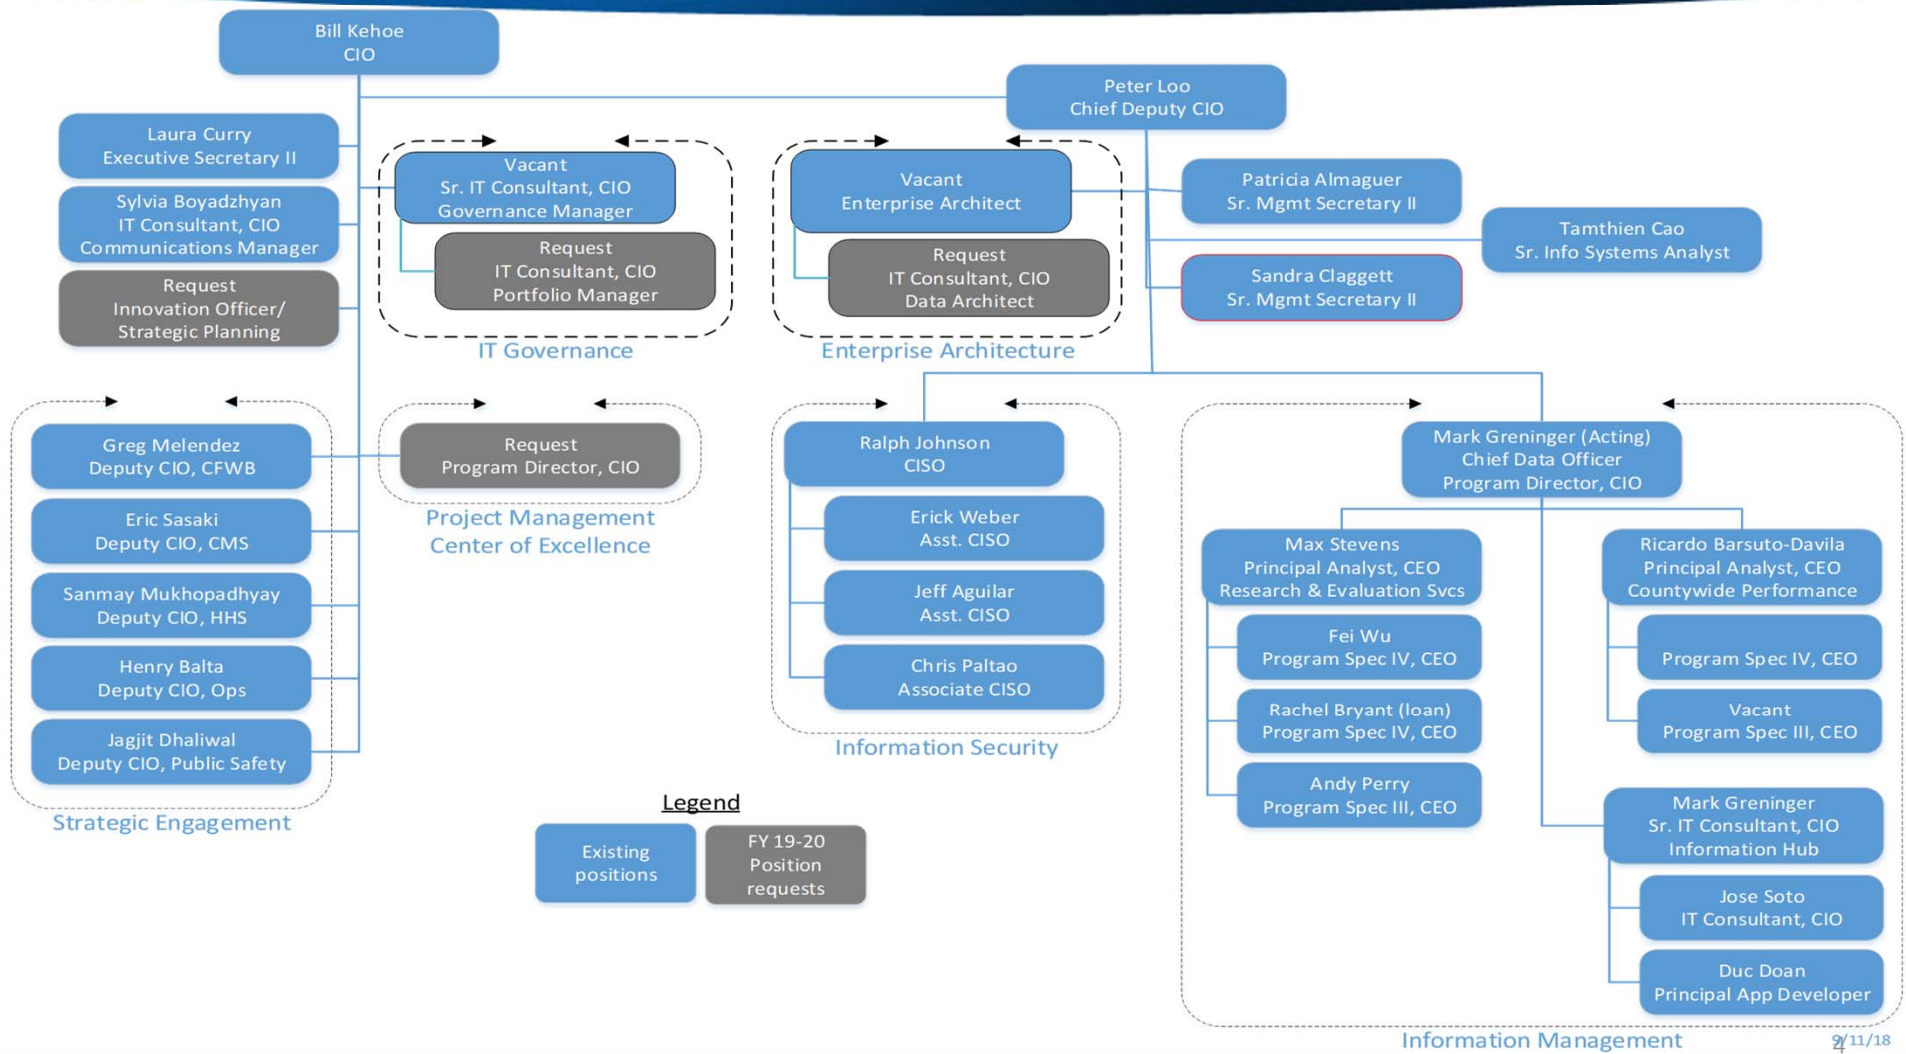 Bill Kehoe
CIO
Peter Loo
Chief Deputy CIO
Laura Curry
Executive Secretary II
Sylvia Boyadzhyan
IT Consultant, CIO
Communications Manager
Request
Innovation Officer/
Strategic Planning
Vacant
Sr. IT Consultant, CIO
Governance Manager
Request
IT Consultant, CIO
Portfolio Manager
IT Governance
Vacant
Enterprise Architect
Request
IT Consultant, CIO
Data Architect
Enterprise Architecture
Patricia Almaguer
Sr. Mgmt Secretary II
Tamthien Cao
Sr. Info Systems Analyst
Sandra Claggett
Sr. Mgmt Secretary II
Greg Melendez
Deputy CIO, CFWB
Eric Sasaki
Deputy CIO, CMS
Sanmay Mukhopadhyay
Deputy CIO, HHS
Henry Balta
Deputy CIO, Ops
Jagjit Dhaliwal
Deputy CIO, Public Safety
Strategic Engagement
Request
Program Director, CIO
Project Management
Center of Excellence
Ralph Johnson
CISO
Erick Weber
Asst. CISO
Jeff Aguilar
Asst. CISO
Chris Paltao
Associate CISO
Information Security
Mark Greninger (Acting)
Chief Data Officer
Program Director, CIO
Max Stevens
Principal Analyst, CEO
Research & Evaluation Svcs
Fei Wu
Program Spec IV, CEO
Rachel Bryant (loan)
Program Spec IV, CEO
Andy Perry
Program Spec III, CEO
Ricardo Barsuto-Davila
Principal Analyst, CEO
Countywide Performance
Program Spec IV, CEO
Vacant
Program Spec III, CEO
Mark Greninger
Sr. IT Consultant, CIO
Information Hub
Jose Soto
IT Consultant, CIO
Duc Doan
Principal App Developer
Information Management
Legend
Existing
positions
FY 19-20
Position
requests
4
/11/18